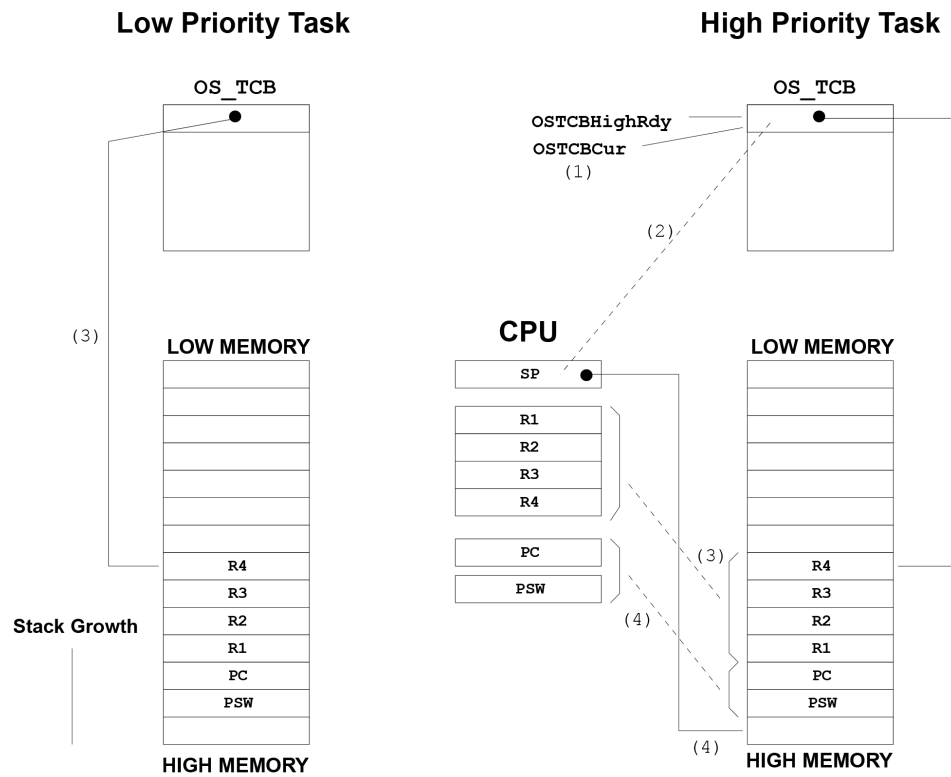 Low Priority Task
High Priority Task
OS_TCB
OS_TCB
OSTCBHighRdy
OSTCBCur
(1)
(2)
(3)
CPU
LOW MEMORY
LOW MEMORY
SP
R1
R2
R3
R4
PC
PSW
(3)
(4)
R4
R3
R2
R1
PC
PSW
R4
R3
R2
R1
PC
PSW
Stack Growth
(4)
HIGH MEMORY
HIGH MEMORY